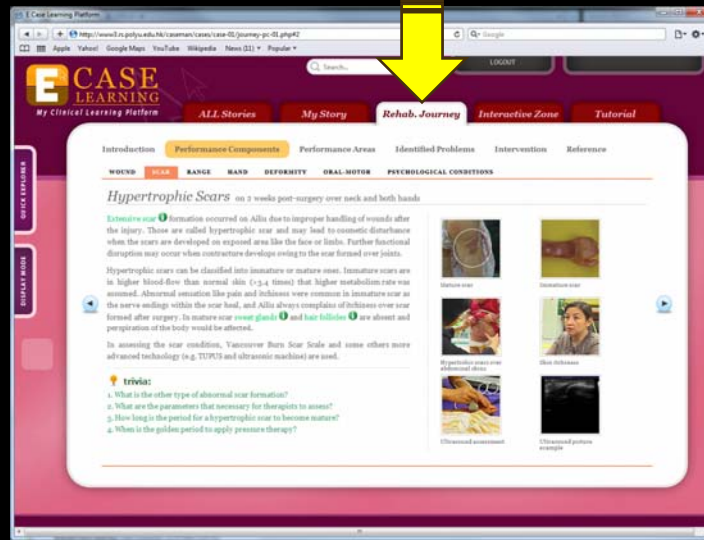 E Case Learning Platform
http://www3.rs.polyu.edu.hk/caseman/cases/case-01/journey-pc-01.php#2
Google
Apple Yahoo! Google Maps YouTube Wikipedia News (11) Popular
Search...
LOGOUT
E CASE
LEARNING
My Clinical Learning Platform
ALL Stories My Story Rehab. Journey Interactive Zone Tutorial
QUICK EXPLORER
DISPLAY MODE
Introduction Performance Components Performance Areas Identified Problems Intervention Reference
WOUND SCAR RANGE HAND DEFORMITY ORAL-MOTOR PSYCHOLOGICAL CONDITIONS
Hypertrophic Scars on 2 weeks post-surgery over neck and both hands
Extensive scar formation occurred on Ailiu due to improper handling of wounds after
the injury. Those are called hypertrophic scar and may lead to cosmetic disturbance
when the scars are developed on exposed area like the face or limbs. Further functional
disruption may occur when contracture develops owing to the scar formed over joints.
Hypertrophic scars can be classified into immature or mature ones. Immature scars are
in higher blood-flow than normal skin (>3.4 times) that higher metabolism rate was
assumed. Abnormal sensation like pain and itchiness were common in immature scar as
the nerve endings within the scar heal, and Ailiu always complains of itchiness over scar
formed after surgery. In mature scar sweat glands and hair follicles are absent and
perspiration of the body would be affected.
In assessing the scar condition, Vancouver Burn Scar Scale and some others more
advanced technology (e.g. TUPUS and ultrasonic machine) are used.
trivia:
1. What is the other type of abnormal scar formation?
2. What are the parameters that necessary for therapists to assess?
3. How long is the period for a hypertrophic scar to become mature?
4. When is the golden period to apply pressure therapy?
Mature scar
Immature scar
Hypertrophic scars over
abdominal skins
Skin itchiness
Ultrasound assessment
Ultrasound picture
example